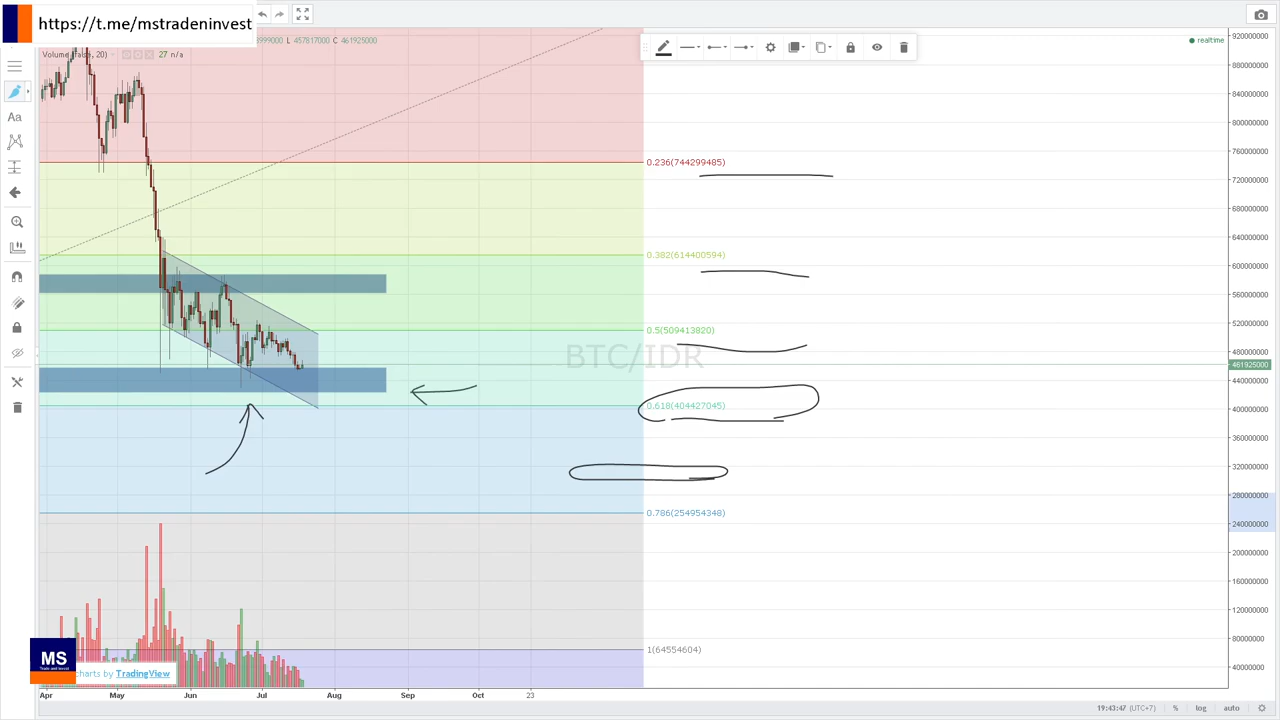 https://t.me/mstradeninvest
L 457817000 C 461925000
27 n/a
realtime
Aa
920000000
880000000
840000000
800000000
760000000
720000000
680000000
640000000
600000000
560000000
520000000
480000000
461925000
440000000
400000000
360000000
320000000
280000000
240000000
200000000
160000000
120000000
80000000
40000000
0.236(744299485)
0.382(614400594)
0.5(509413820)
BTC/IDR
0.618(404427045)
0.786(254954348)
1(64554604)
MS
Trade and Invest
charts by TradingView
Apr May Jun Jul Aug Sep Oct 23
19:43:47 (UTC+7) % log auto